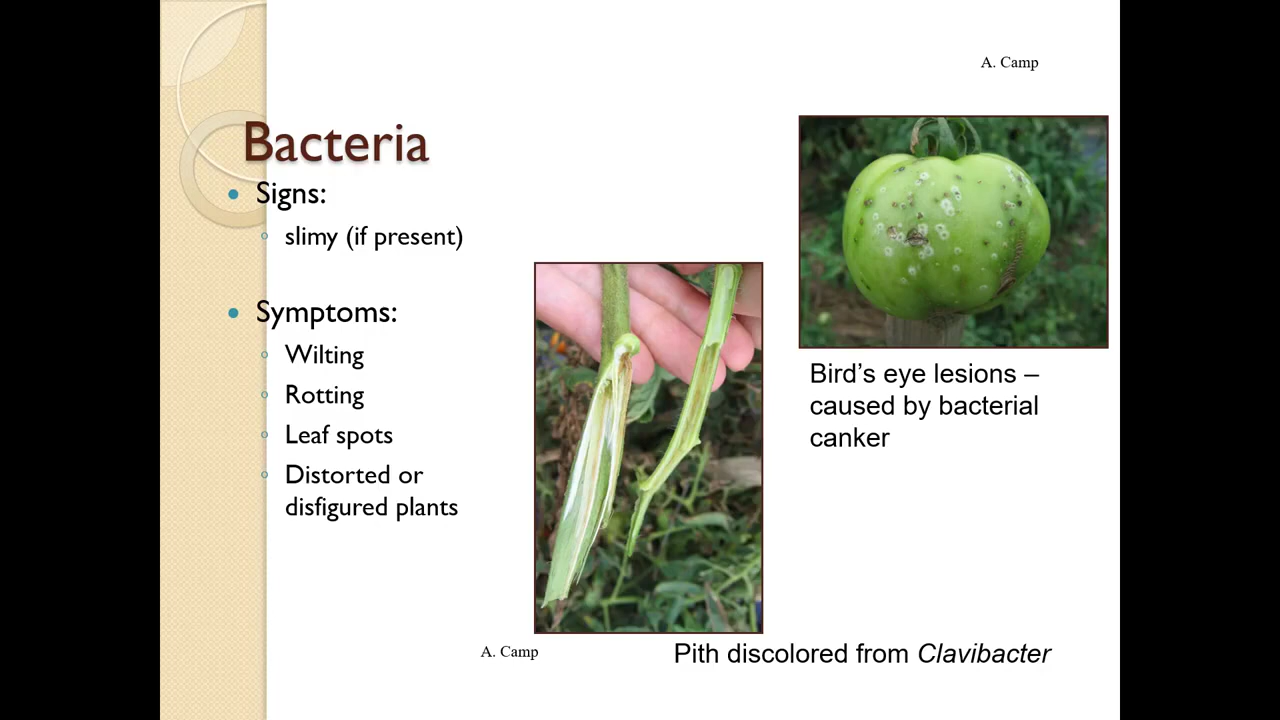 A. Camp
Bacteria
Signs:
slimy (if present)
Symptoms:
Wilting
Rotting
Leaf spots
Distorted or
disfigured plants
Bird's eye lesions –
caused by bacterial
canker
A. Camp
Pith discolored from Clavibacter